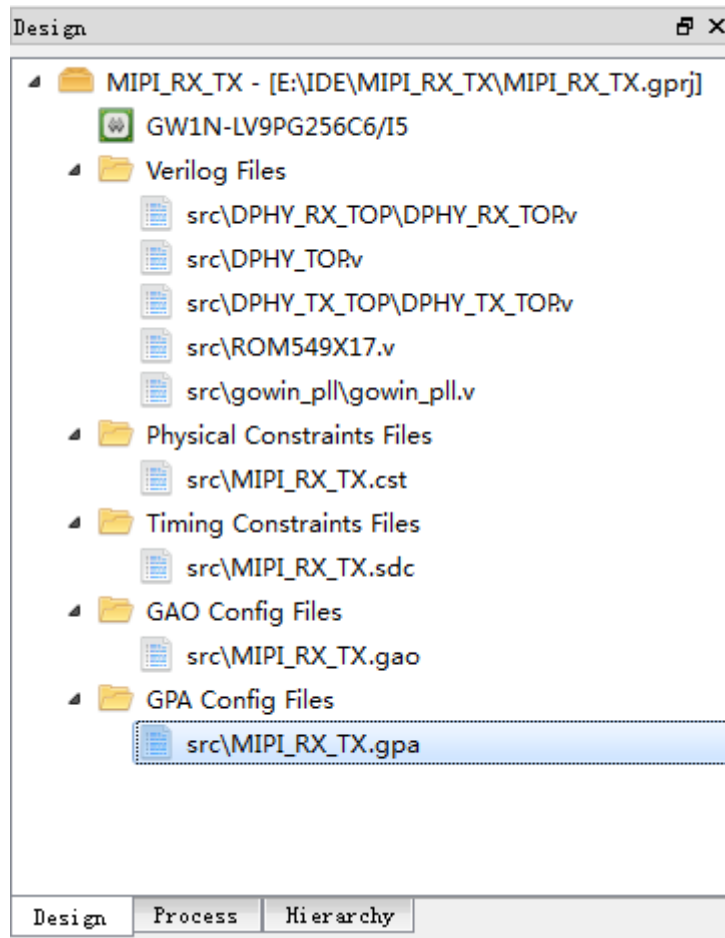 Design
MIPI_RX_TX - [E:\IDE\MIPI_RX_TX\MIPI_RX_TX.gprj]
GW1N-LV9PG256C6/I5
Verilog Files
src\DPHY_RX_TOP\DPHY_RX_TOP.v
src\DPHY_TOP.v
src\DPHY_TX_TOP\DPHY_TX_TOP.v
src\ROM549X17.v
src\gowin_pll\gowin_pll.v
Physical Constraints Files
src\MIPI_RX_TX.cst
Timing Constraints Files
src\MIPI_RX_TX.sdc
GAO Config Files
src\MIPI_RX_TX.gao
GPA Config Files
src\MIPI_RX_TX.gpa
Design Process Hierarchy